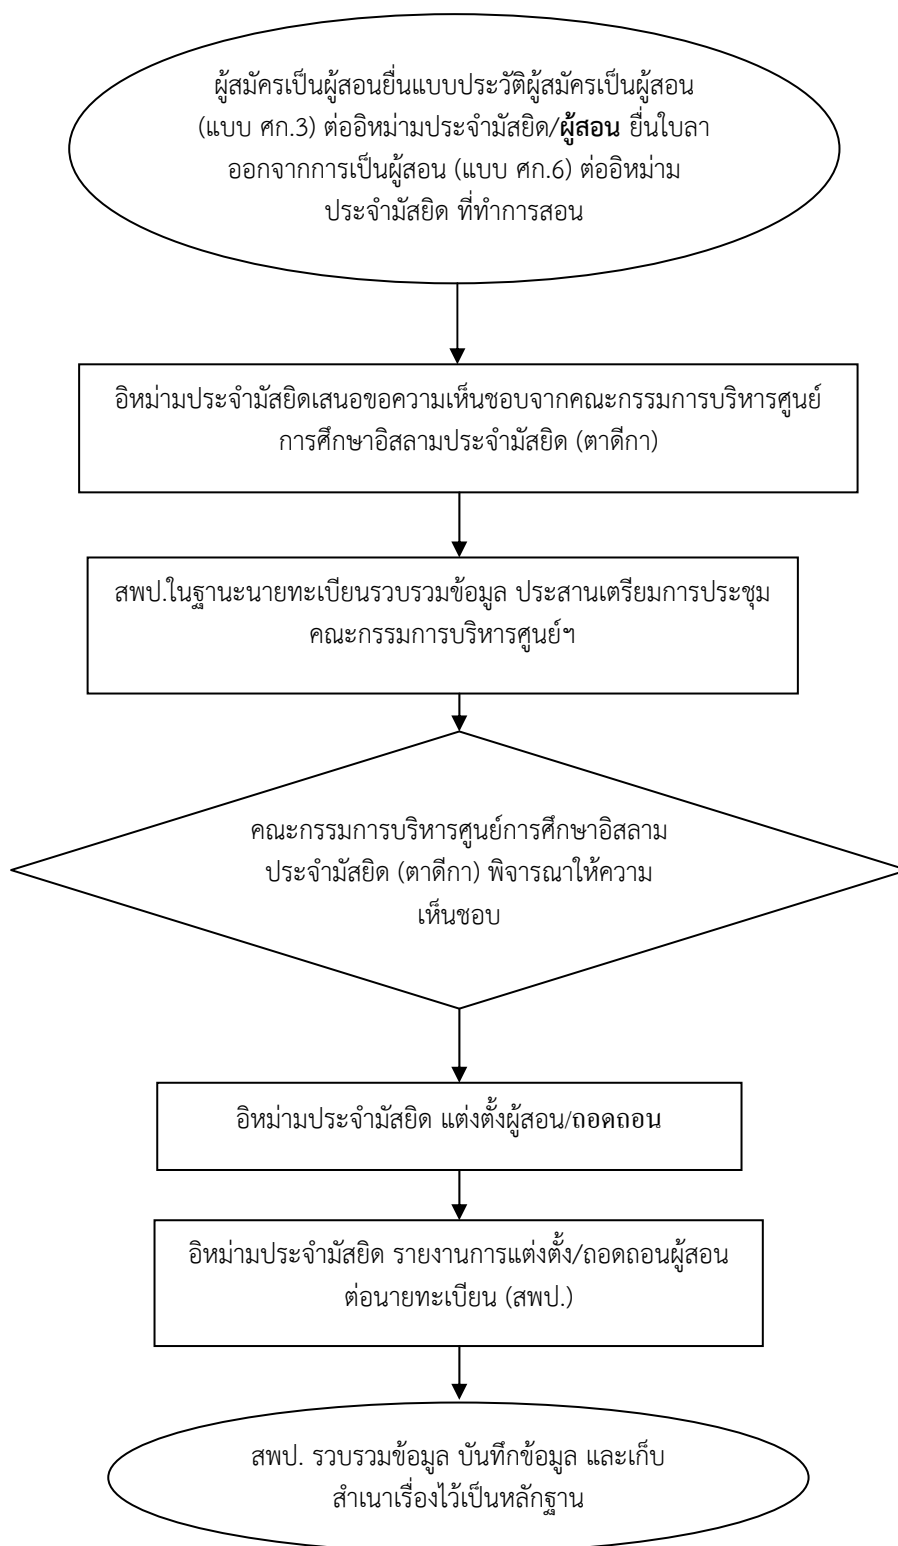 ผู้สมัครเป็นผู้สอนยื่นแบบประวัติผู้สมัครเป็นผู้สอน
(แบบ ศก.3) ต่ออิหม่ามประจำมัสยิด/ผู้สอน ยื่นใบลา
ออกจากการเป็นผู้สอน (แบบ ศก.6) ต่ออิหม่าม
ประจำมัสยิด ที่ทำการสอน
อิหม่ามประจำมัสยิดเสนอขอความเห็นชอบจากคณะกรรมการบริหารศูนย์
การศึกษาอิสลามประจำมัสยิด (ตาดีกา)
สพป.ในฐานะนายทะเบียนรวบรวมข้อมูล ประสานเตรียมการประชุม
คณะกรรมการบริหารศูนย์ฯ
คณะกรรมการบริหารศูนย์การศึกษาอิสลาม
ประจำมัสยิด (ตาดีกา) พิจารณาให้ความ
เห็นชอบ
อิหม่ามประจำมัสยิด แต่งตั้งผู้สอน/ถอดถอน
อิหม่ามประจำมัสยิด รายงานการแต่งตั้ง/ถอดถอนผู้สอน
ต่อนายทะเบียน (สพป.)
สพป. รวบรวมข้อมูล บันทึกข้อมูล และเก็บ
สำเนาเรื่องไว้เป็นหลักฐาน